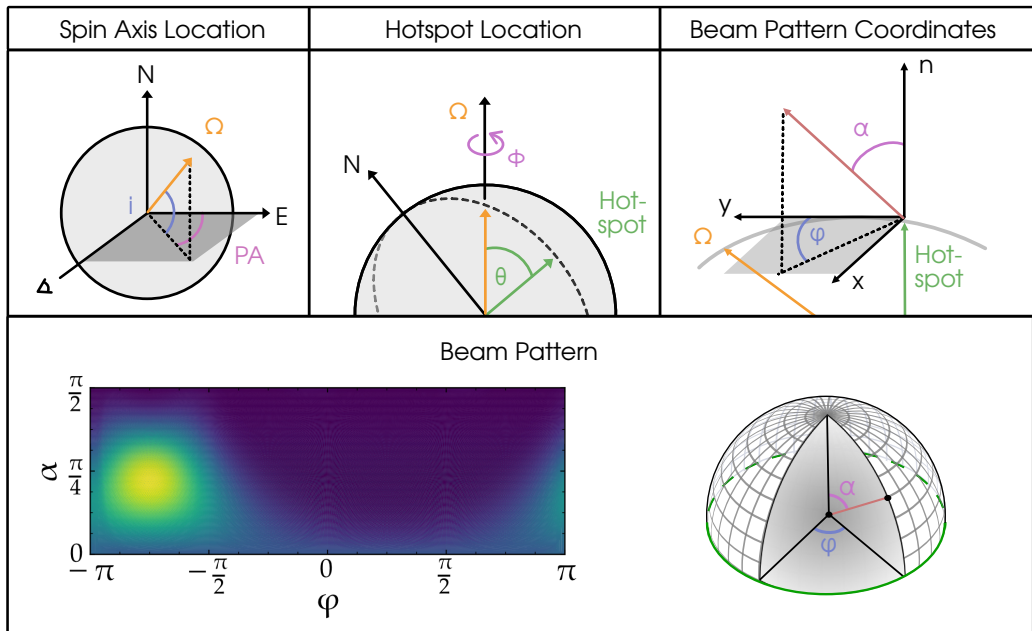 Spin Axis Location
Hotspot Location
Beam Pattern Coordinates
N
Ω
i
E
PA
Ω
ϕ
N
Hot-
spot
θ
n
α
y
φ
Ω
x
Hot-
spot
Beam Pattern
π
2
α
π
4
0
−π
−π
2
0
π
2
π
φ
α
φ